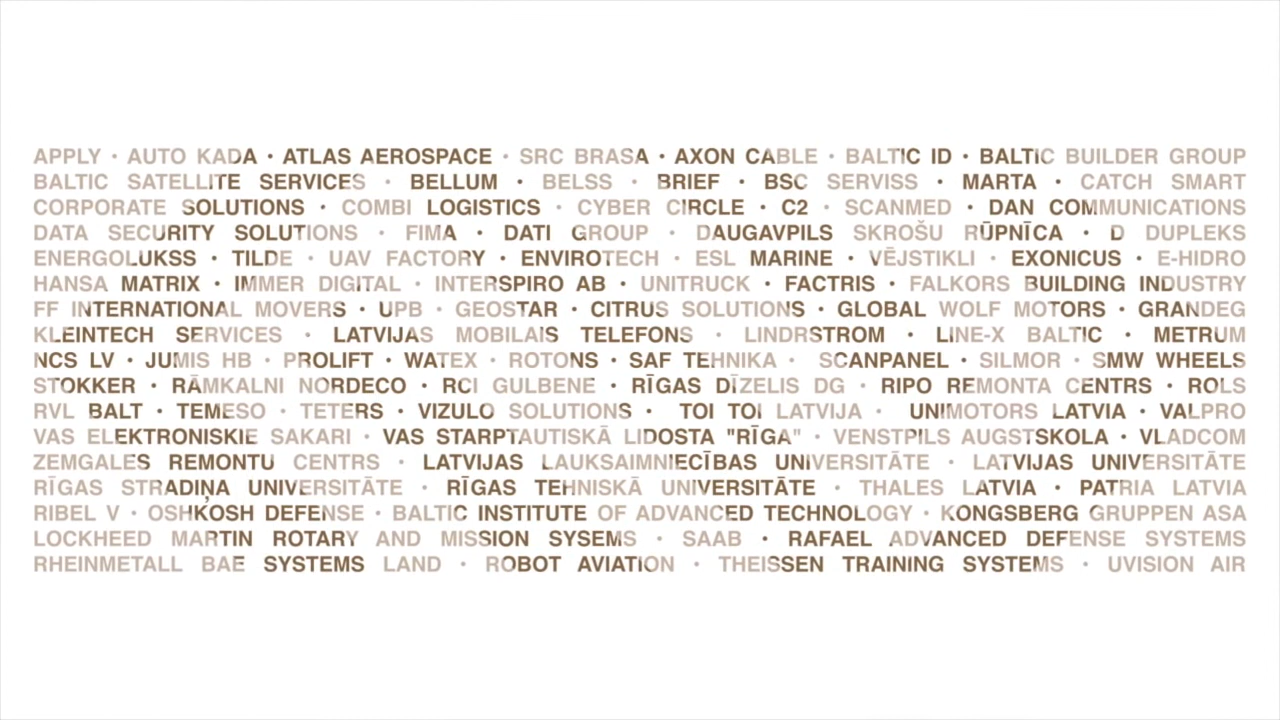 APPLY • AUTO KADA • ATLAS AEROSPACE • SRC BRASA • AXON CABLE • BALTIC ID • BALTIC BUILDER GROUP
BALTIC SATELLITE SERVICES • BELLUM • BELSS • BRIEF • BSC SERVISS • MARTA • CATCH SMART
CORPORATE SOLUTIONS • COMBI LOGISTICS • CYBER CIRCLE • C2 • SCANMED • DAN COMMUNICATIONS
DATA SECURITY SOLUTIONS • FIMA • DATI GROUP • DAUGAVPILS SKROŠU RŪPNĪCA • D DUPLEKS
ENERGOLUKSS • TILDE • UAV FACTORY • ENVIROTECH • ESL MARINE • VĒJSTIKLI • EXONICUS • E-HIDRO
HANSA MATRIX • IMMER DIGITAL • INTERSPIRO AB • UNITRUCK • FACTRIS • FALKORS BUILDING INDUSTRY
FF INTERNATIONAL MOVERS • UPB • GEOSTAR • CITRUS SOLUTIONS • GLOBAL WOLF MOTORS • GRANDEG
KLEINTECH SERVICES • LATVIJAS MOBILAIS TELEFONS • LINDRSTROM • LINE-X BALTIC • METRUM
NCS LV • JUMIS HB • PROLIFT • WATEX • ROTONS • SAF TEHNIKA • SCANPANEL • SILMOR • SMW WHEELS
STOKKER • RĀMKALNI NORDECO • RCI GULBENE • RĪGAS DĪZELIS DG • RIPO REMONTA CENTRS • ROLS
RVL BALT • TEMESO • TETERS • VIZULO SOLUTIONS • TOI TOI LATVIJA • UNIMOTORS LATVIA • VALPRO
VAS ELEKTRONISKIE SAKARI • VAS STARPTAUTISKĀ LIDOSTA "RĪGA" • VENSTPILS AUGSTSKOLA • VLADCOM
ZEMGALES REMONTU CENTRS • LATVIJAS LAUKSAIMNIECĪBAS UNIVERSITĀTE • LATVIJAS UNIVERSITĀTE
RĪGAS STRADIŅA UNIVERSITĀTE • RĪGAS TEHNISKĀ UNIVERSITĀTE • THALES LATVIA • PATRIA LATVIA
RIBEL V • OSHKOSH DEFENSE • BALTIC INSTITUTE OF ADVANCED TECHNOLOGY • KONGSBERG GRUPPEN ASA
LOCKHEED MARTIN ROTARY AND MISSION SYSEMS • SAAB • RAFAEL ADVANCED DEFENSE SYSTEMS
RHEINMETALL BAE SYSTEMS LAND • ROBOT AVIATION • THEISSEN TRAINING SYSTEMS • UVISION AIR